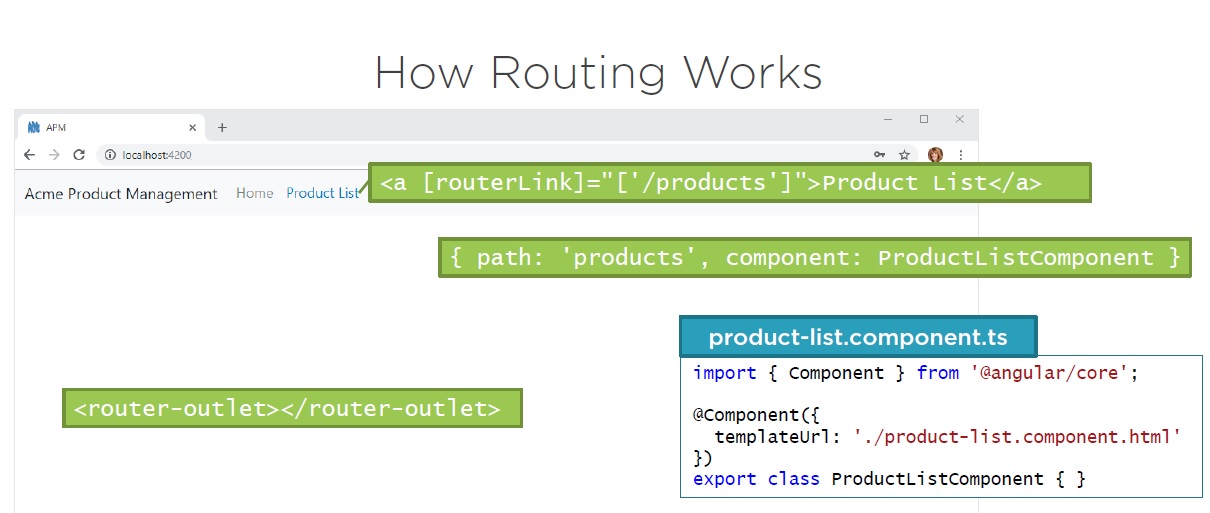 How Routing Works
APM
localhost:4200
Acme Product Management Home Product List
<a [routerLink]="['/products']">Product List</a>
{ path: 'products', component: ProductListComponent }
product-list.component.ts
import { Component } from '@angular/core';
@Component({
templateUrl: './product-list.component.html'
})
export class ProductListComponent { }
<router-outlet></router-outlet>